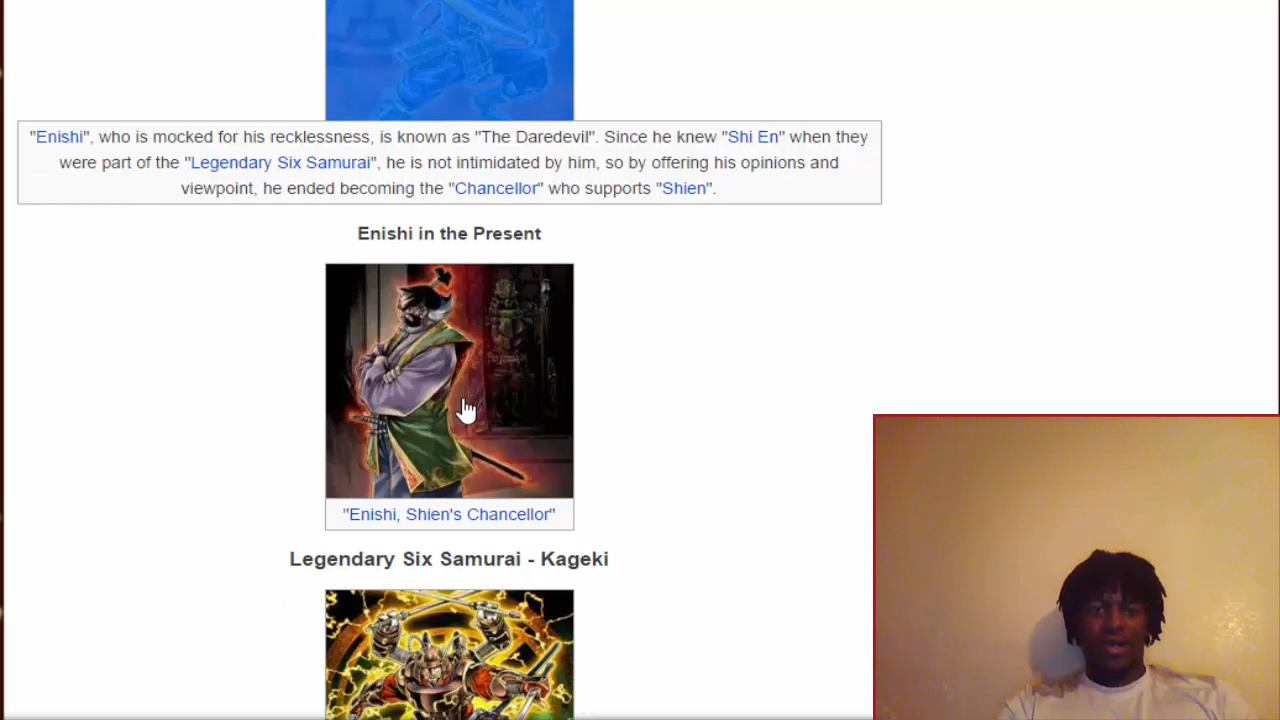 "Enishi", who is mocked for his recklessness, is known as "The Daredevil". Since he knew "Shi En" when they
were part of the "Legendary Six Samurai", he is not intimidated by him, so by offering his opinions and
viewpoint, he ended becoming the "Chancellor" who supports "Shien".
Enishi in the Present
"Enishi, Shien's Chancellor"
Legendary Six Samurai - Kageki